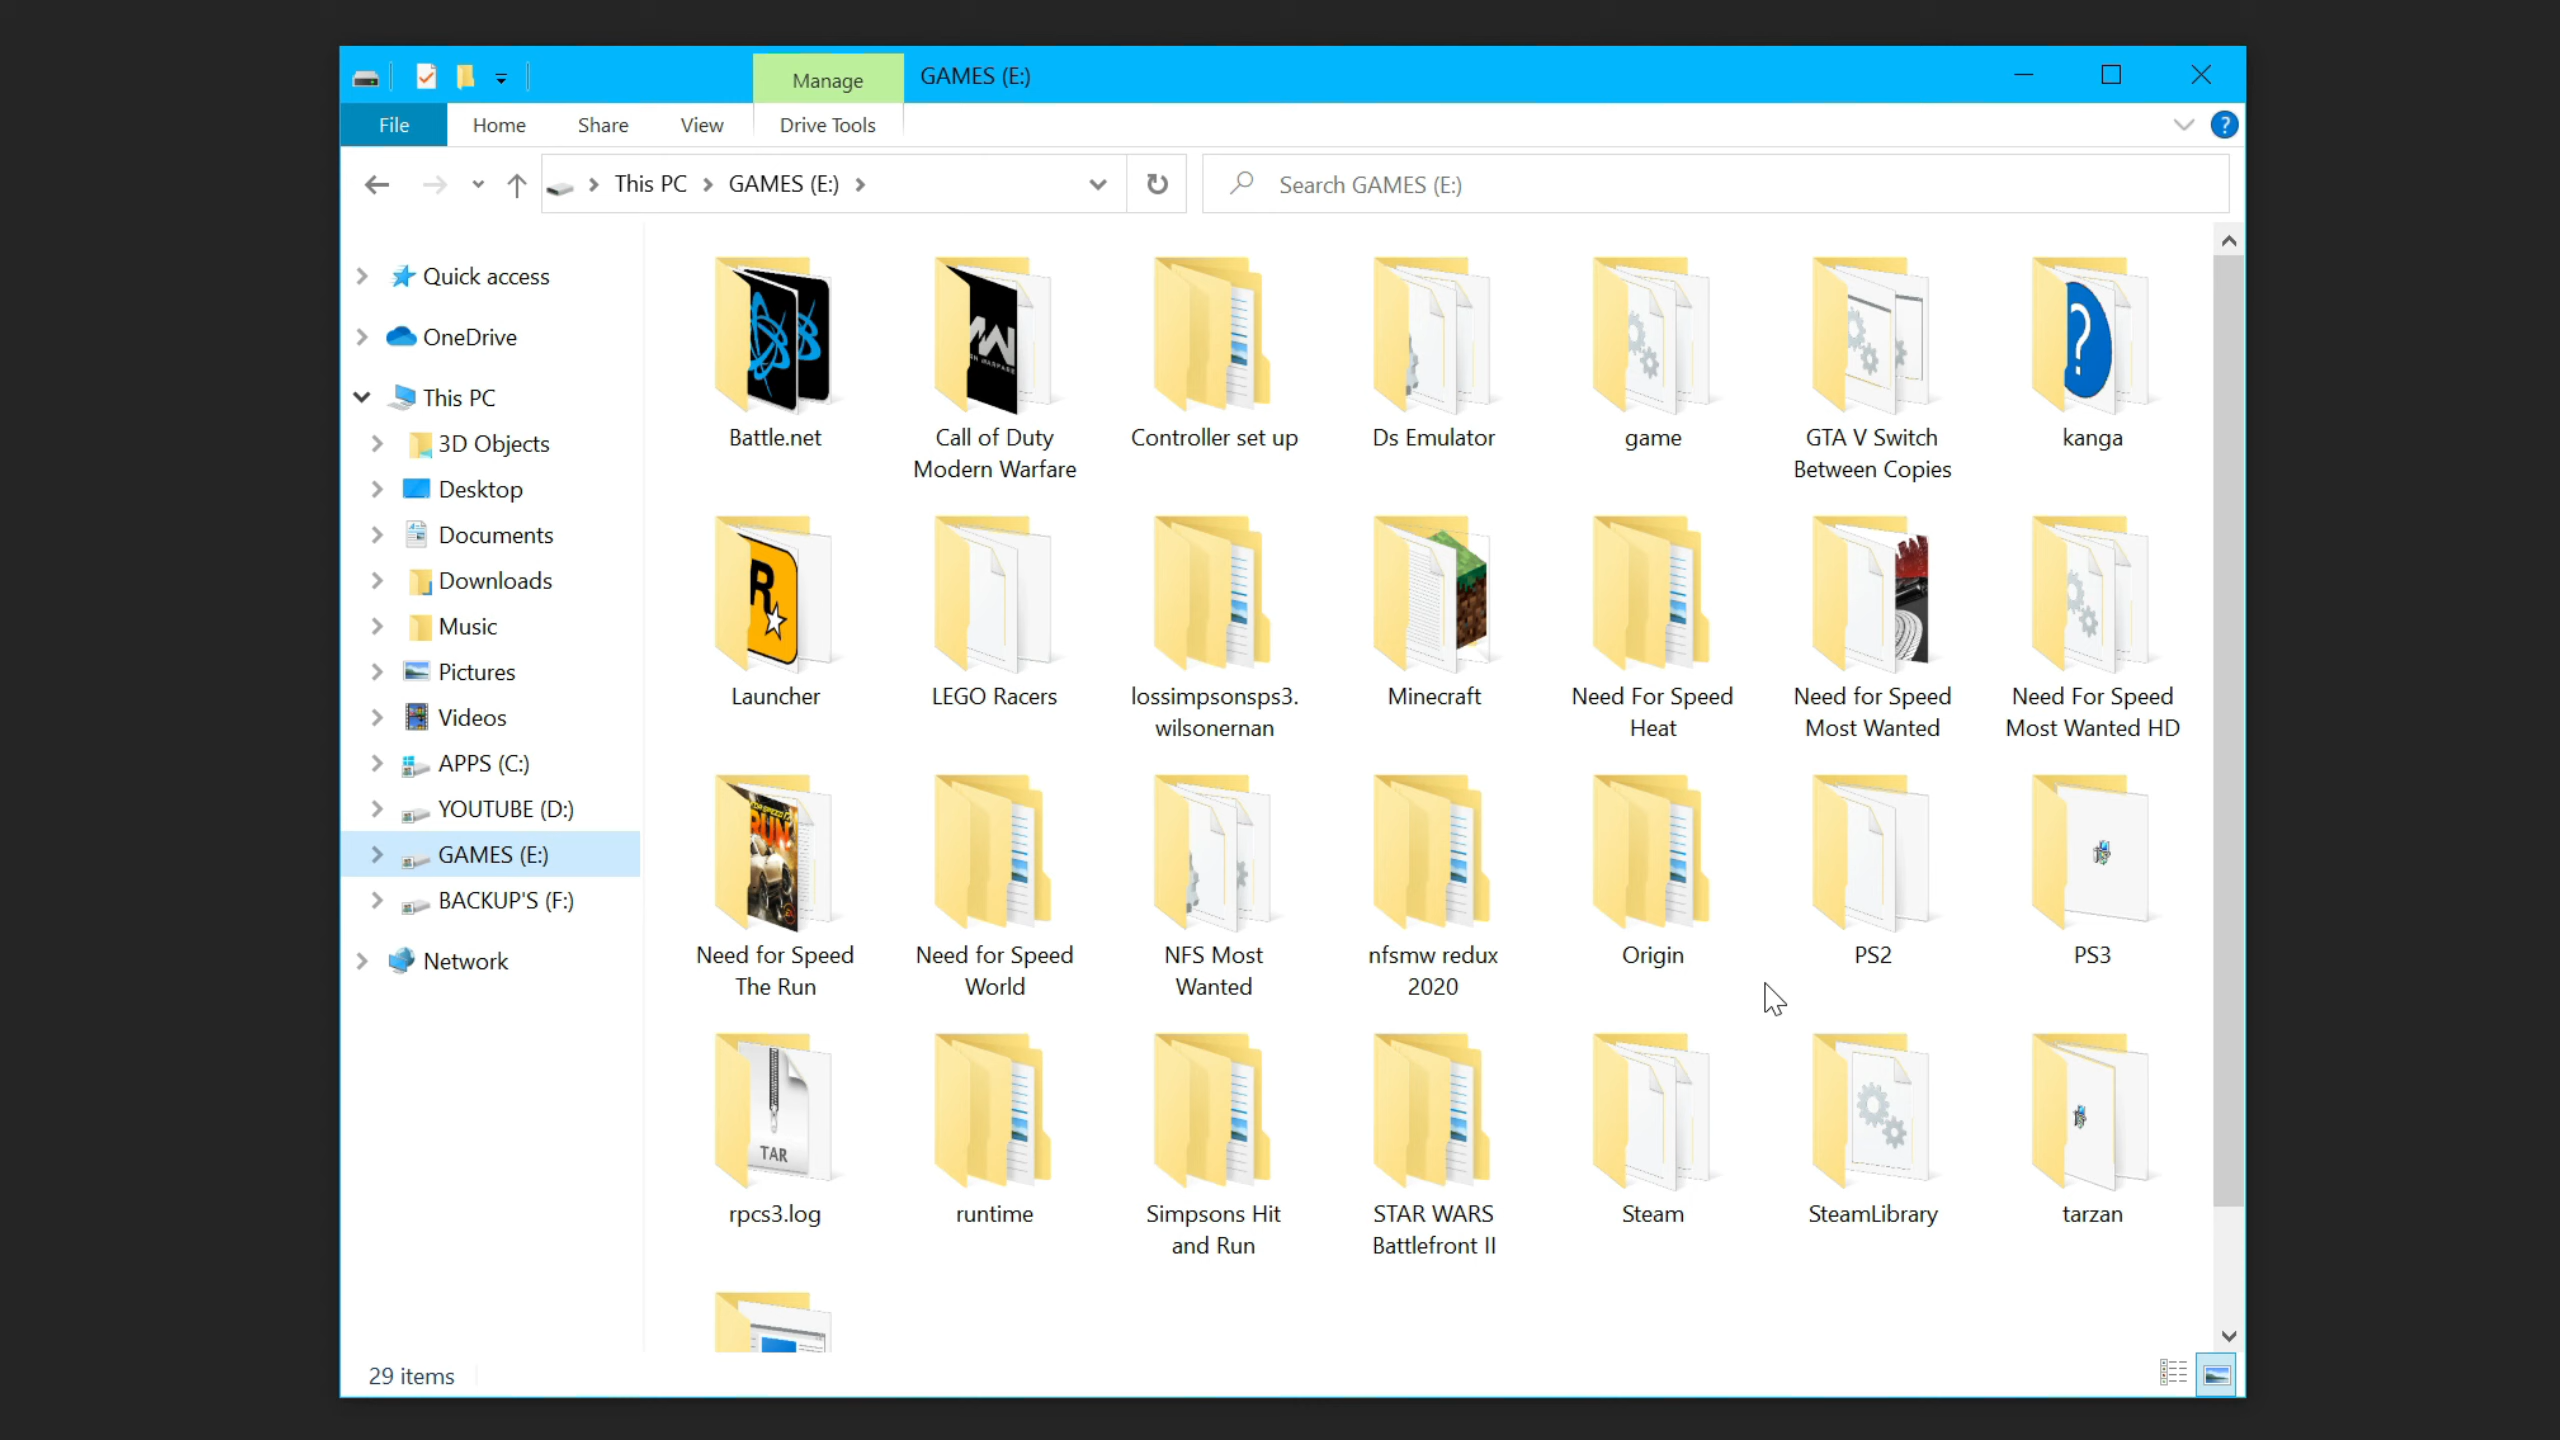 Manage
GAMES (E:)
File
Home
Share
View
Drive Tools
?
This PC
GAMES (E:)
Search GAMES (E:)
Quick access
OneDrive
This PC
3D Objects
Desktop
Documents
Downloads
Music
Pictures
Videos
APPS (C:)
YOUTUBE (D:)
GAMES (E:)
BACKUP'S (F:)
Network
Battle.net
Call of Duty
Modern Warfare
Controller set up
Ds Emulator
game
GTA V Switch
Between Copies
?
kanga
R
Launcher
LEGO Racers
lossimpsonsps3.
wilsonernan
Minecraft
Need For Speed
Heat
Need for Speed
Most Wanted
Need For Speed
Most Wanted HD
RUN
Need for Speed
The Run
Need for Speed
World
NFS Most
Wanted
nfsmw redux
2020
Origin
PS2
PS3
TAR
rpcs3.log
runtime
Simpsons Hit
and Run
STAR WARS
Battlefront II
Steam
SteamLibrary
tarzan
29 items